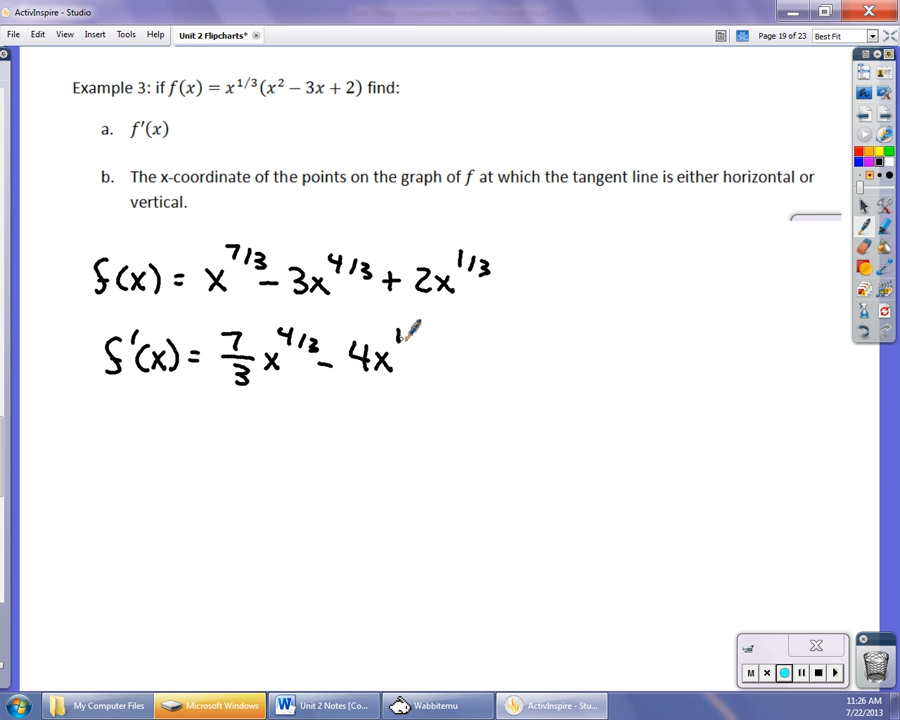 ActivInspire - Studio
File Edit View Insert Tools Help Unit 2 Flipcharts* Page 19 of 23 Best Fit
Example 3: if f(x) = x^{1/3}(x² − 3x + 2) find:
a. f′(x)
b. The x-coordinate of the points on the graph of f at which the tangent line is either horizontal or
vertical.
f(x) = x^{7/3} − 3x^{4/3} + 2x^{1/3}
f'(x) = 7/3 x^{4/3} − 4x^{1
M
My Computer Files Microsoft Windows Unit 2 Notes [Co... Wabbitemu ActivInspire - Stu...
11:26 AM
7/22/2013